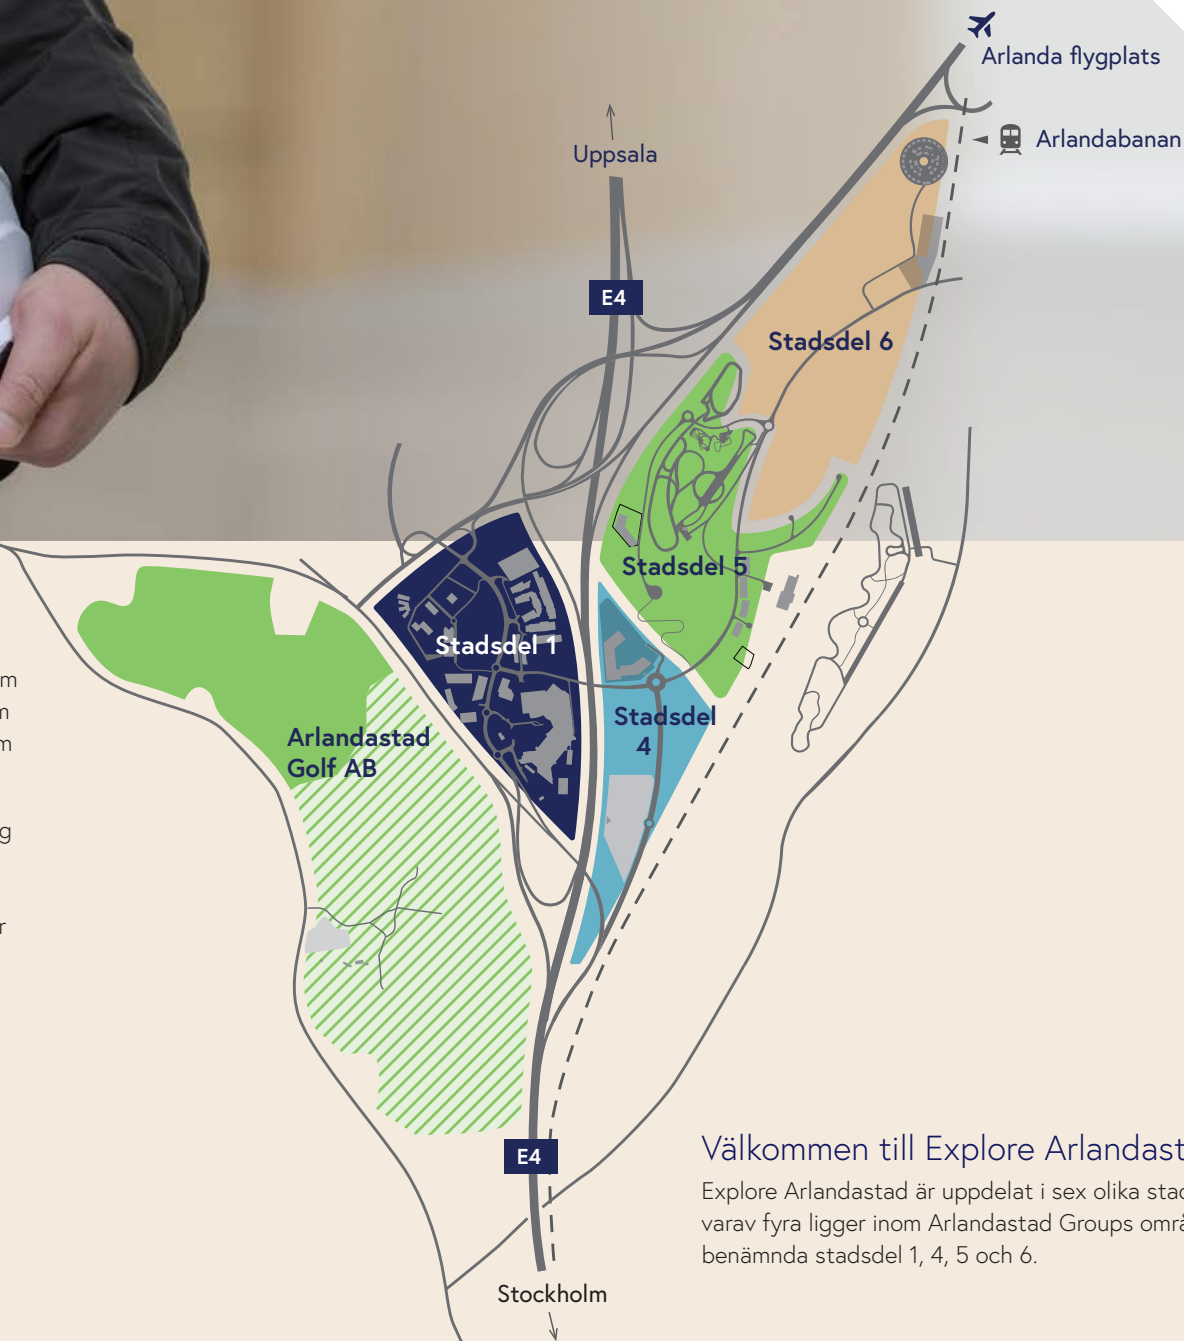 Arlanda flygplats
Arlandabanan
Uppsala
E4
Stadsdel 6
Stadsdel 5
Stadsdel 1
Stadsdel
4
Arlandastad
Golf AB
m
m
g
r
E4
Stockholm
Välkommen till Explore Arlandast
Explore Arlandastad är uppdelat i sex olika stad
varav fyra ligger inom Arlandastad Groups områ
benämnda stadsdel 1, 4, 5 och 6.